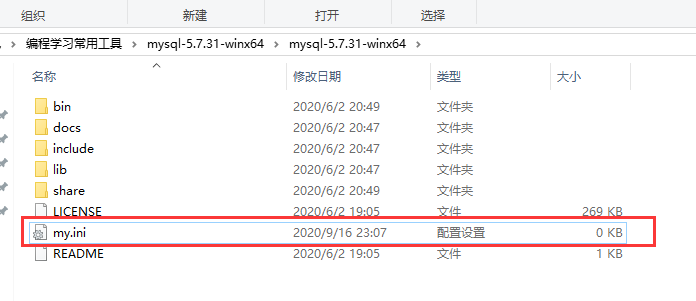 组织 新建 打开 选择
编程学习常用工具 > mysql-5.7.31-winx64 > mysql-5.7.31-winx64 >
名称 修改日期 类型 大小
bin 2020/6/2 20:49 文件夹
docs 2020/6/2 20:47 文件夹
include 2020/6/2 20:47 文件夹
lib 2020/6/2 20:47 文件夹
share 2020/6/2 20:49 文件夹
LICENSE 2020/6/2 19:05 文件 269 KB
my.ini 2020/9/16 23:07 配置设置 0 KB
README 2020/6/2 19:05 文件 1 KB